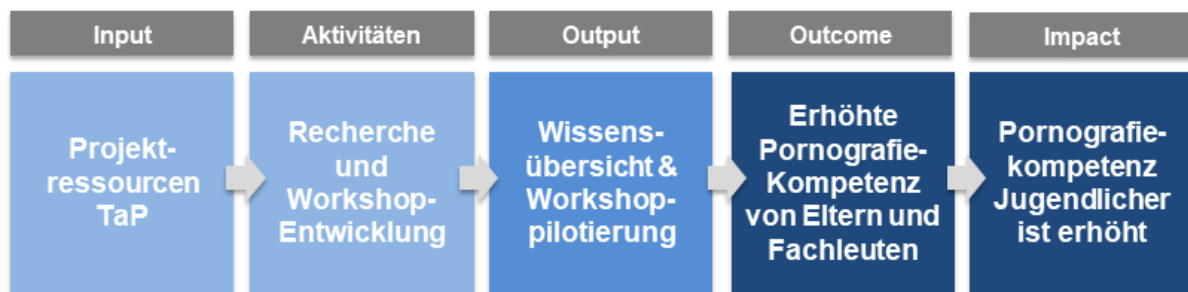 Input
Aktivitäten
Output
Outcome
Impact
Projekt-
ressourcen
TaP
Recherche
und
Workshop-
Entwicklung
Wissens-
übersicht &
Workshop-
pilotierung
Erhöhte
Pornografie-
Kompetenz
von Eltern und
Fachleuten
Pornografie-
kompetenz
Jugendlicher
ist erhöht